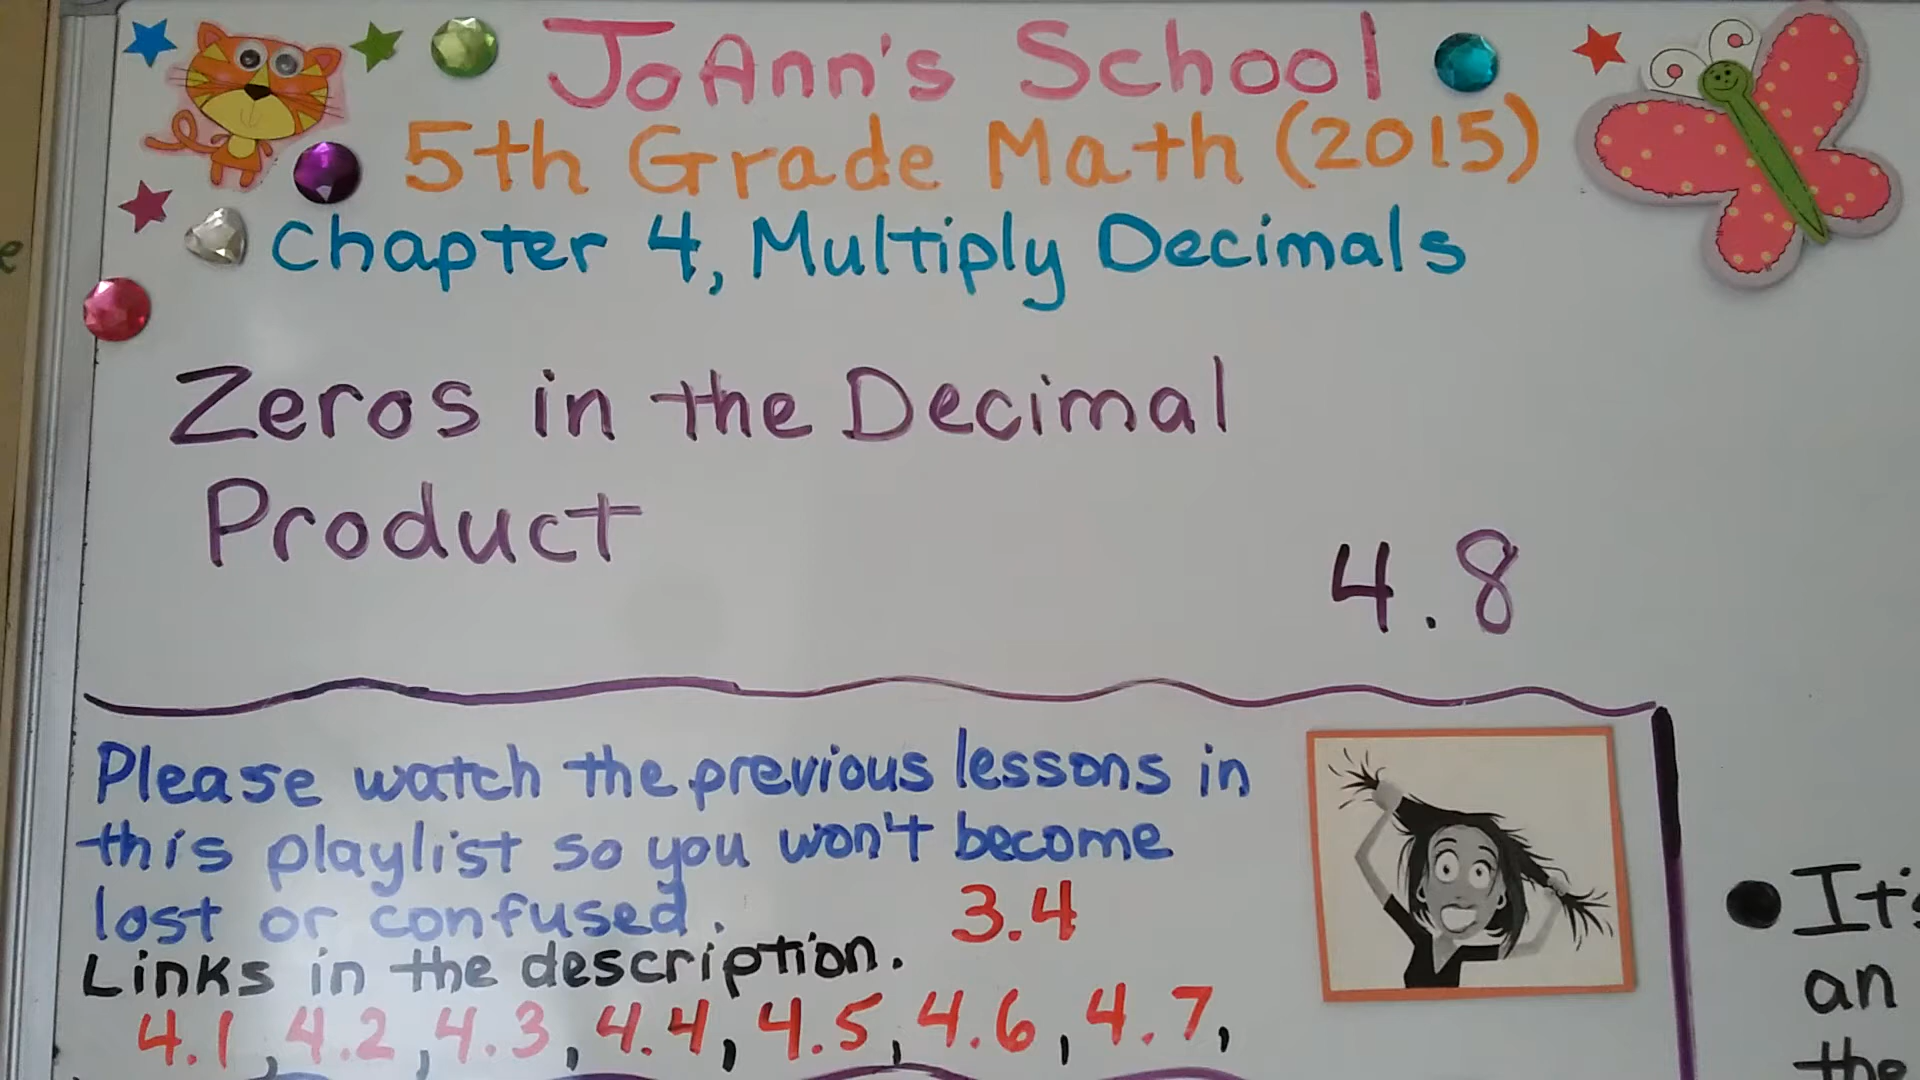 JoAnn's School
5th Grade Math (2015)
Chapter 4, Multiply Decimals
Zeros in the Decimal
Product
4.8
Please watch the previous lessons in
this playlist so you won't become
lost or confused. 3.4
Links in the description.
4.1, 4.2, 4.3, 4.4, 4.5, 4.6, 4.7,
It's
an
the